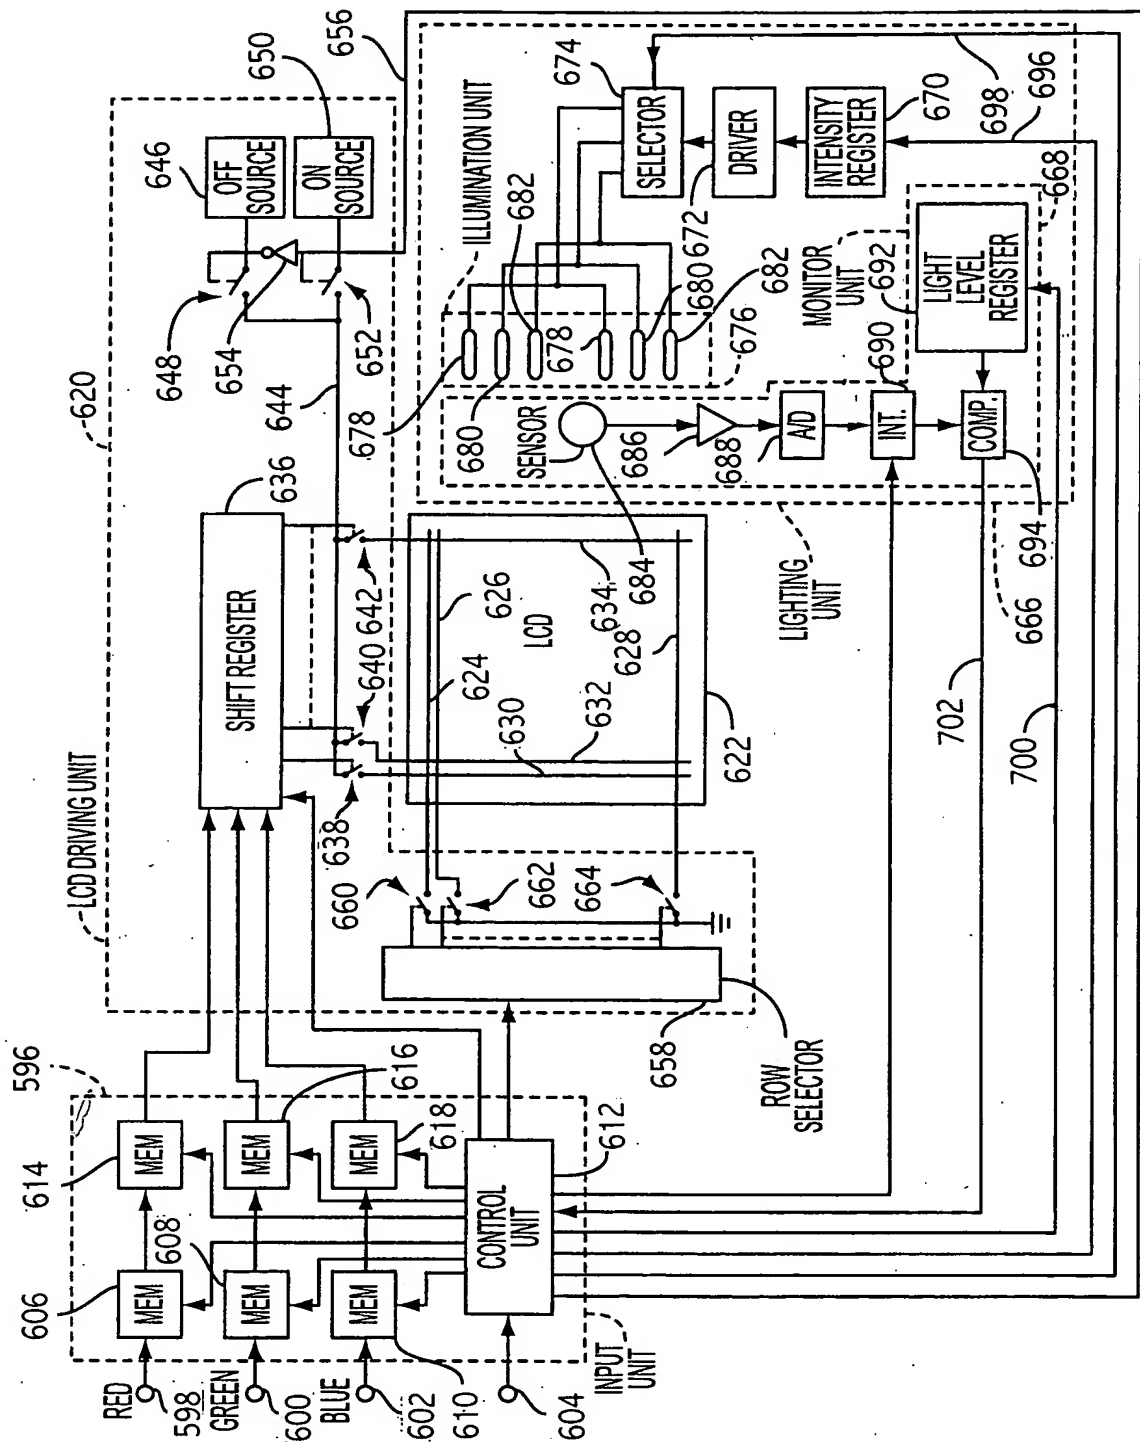 596
614
MEM
616
MEM
618
MEM
606
MEM
608
MEM
MEM
RED
598
GREEN
600
BLUE
602
610
604
INPUT
UNIT
CONTROL
UNIT
612
LCD DRIVING UNIT
620
SHIFT REGISTER
636
638
640
642
644
646
OFF
SOURCE
ON
SOURCE
648
650
652
654
656
658
ROW
SELECTOR
660
662
664
622
624
626
LCD
628
630
632
634
684
LIGHTING
UNIT
666
ILLUMINATION UNIT
678
680
682
678
680
682
676
674
SELECTOR
672
DRIVER
INTENSITY
REGISTER
670
698
696
668
MONITOR
UNIT
692
LIGHT
LEVEL
REGISTER
SENSOR
686
688
A/D
690
INT.
COMP.
694
702
700